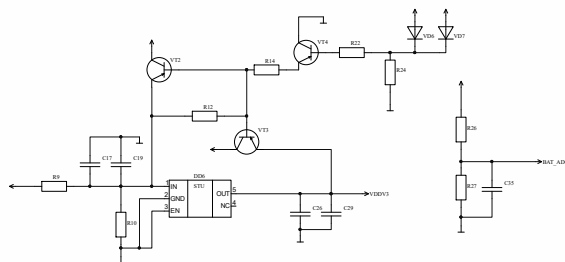 VT4
R22
VD6
VD7
VT2
R14
R24
R12
R26
VT3
C17
C19
R9
DD6
STU
BAT_AD
1
IN
2
GND
3
EN
OUT
5
NC
4
VDDV3
R10
C26
C29
R27
C35